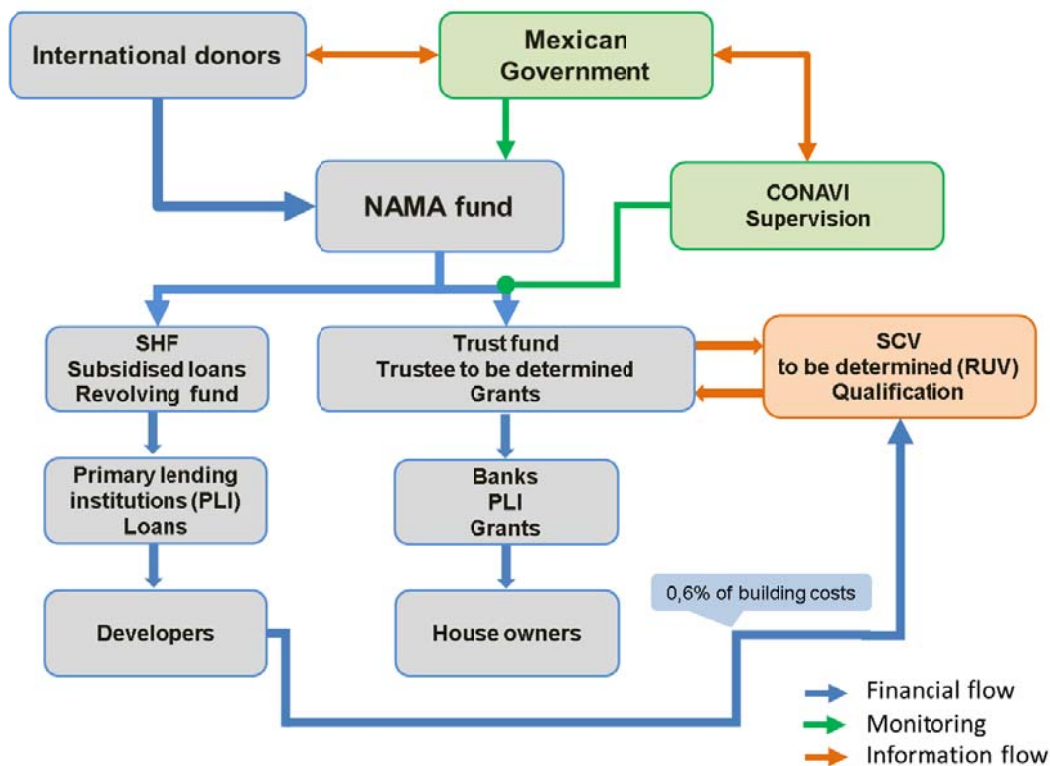 International donors
Mexican
Government
NAMA fund
CONAVI
Supervision
SHF
Subsidised loans
Revolving fund
Trust fund
Trustee to be determined
Grants
SCV
to be determined (RUV)
Qualification
Primary lending
institutions (PLI)
Loans
Banks
PLI
Grants
0,6% of building costs
Developers
House owners
Financial flow
Monitoring
Information flow